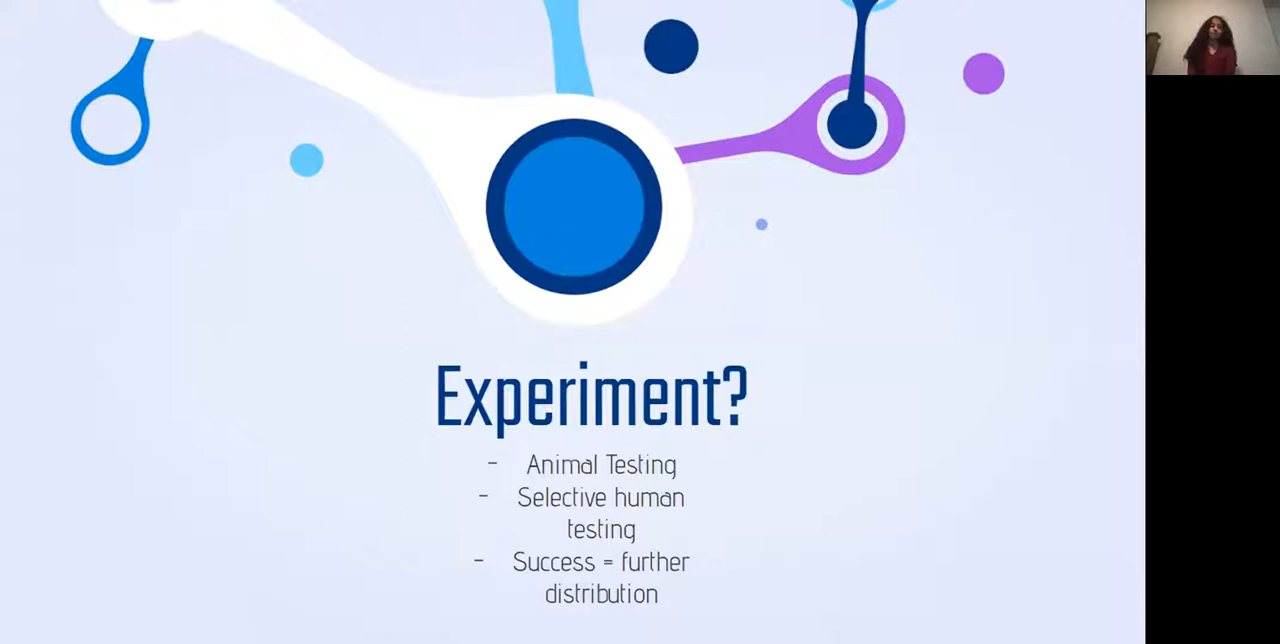 Experiment?
- Animal Testing
- Selective human
testing
- Success = further
distribution